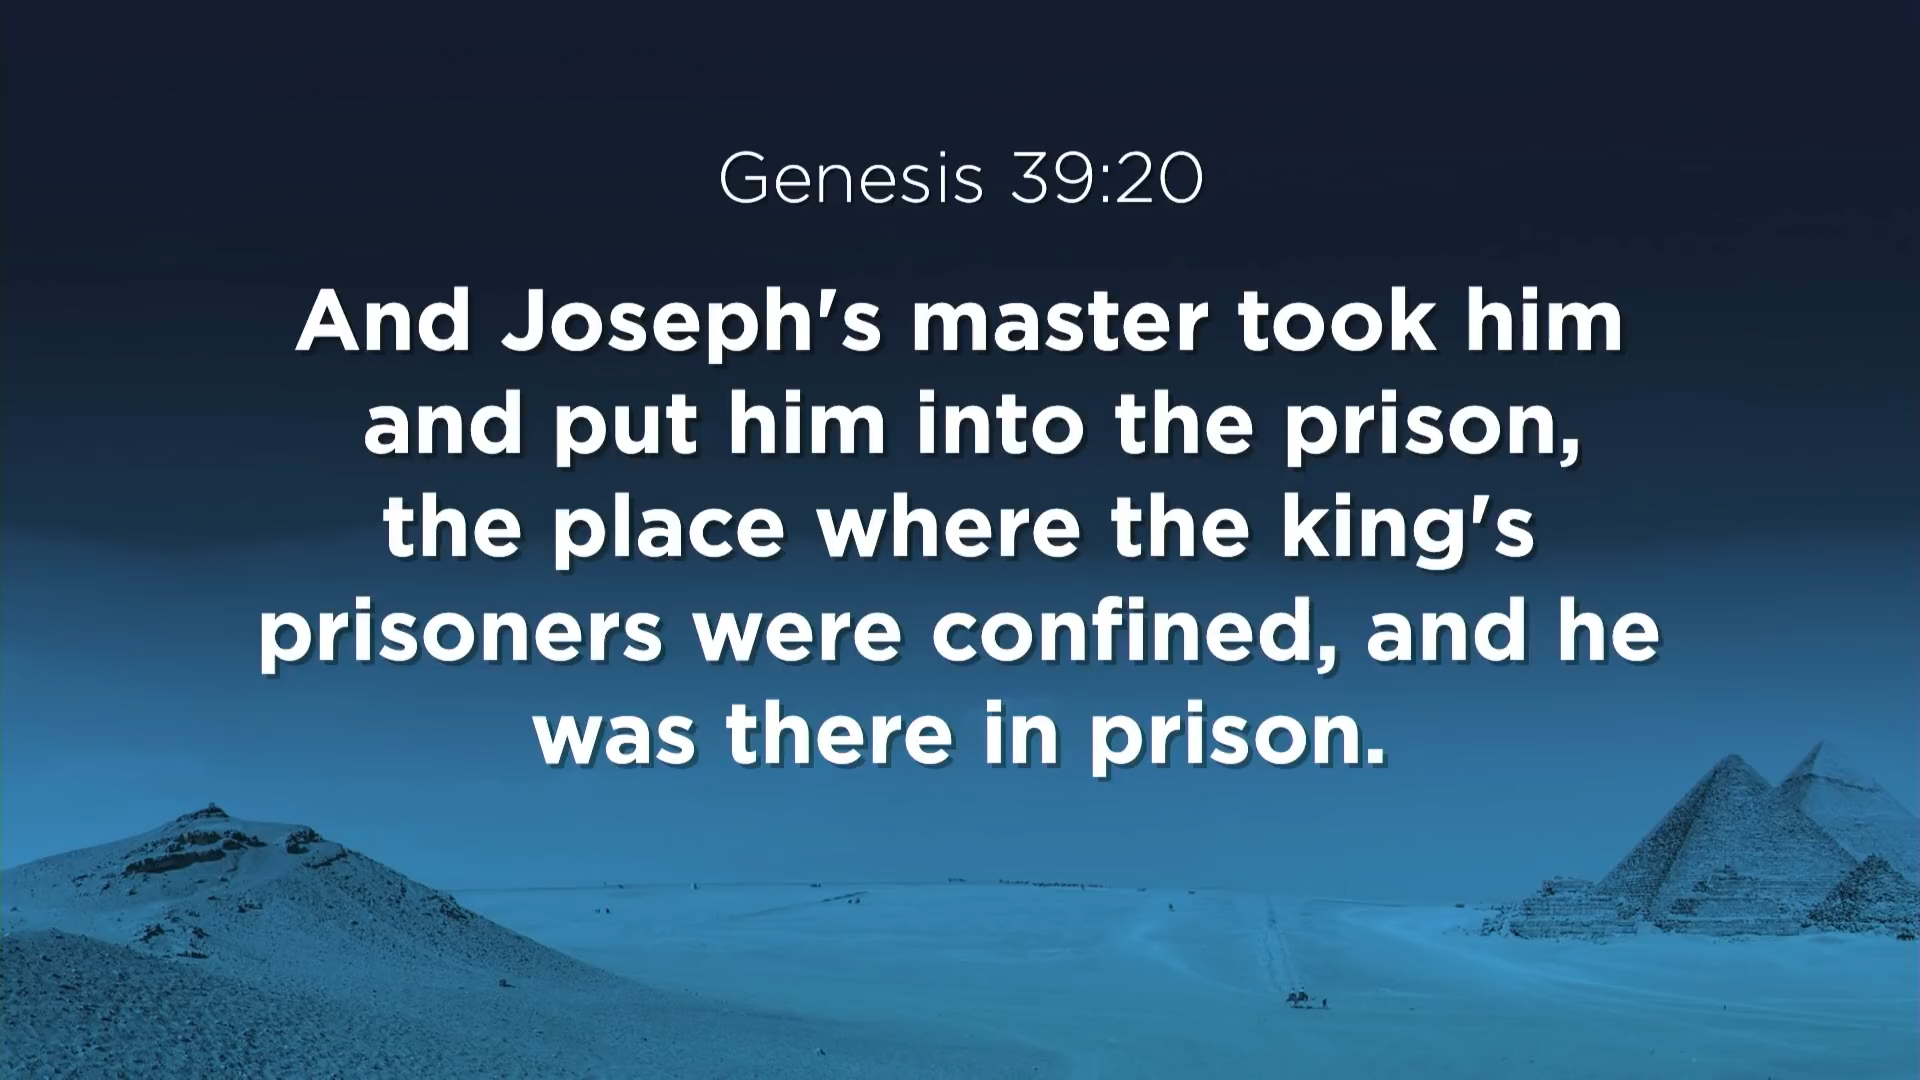 Genesis 39:20
And Joseph's master took him
and put him into the prison,
the place where the king's
prisoners were confined, and he
was there in prison.